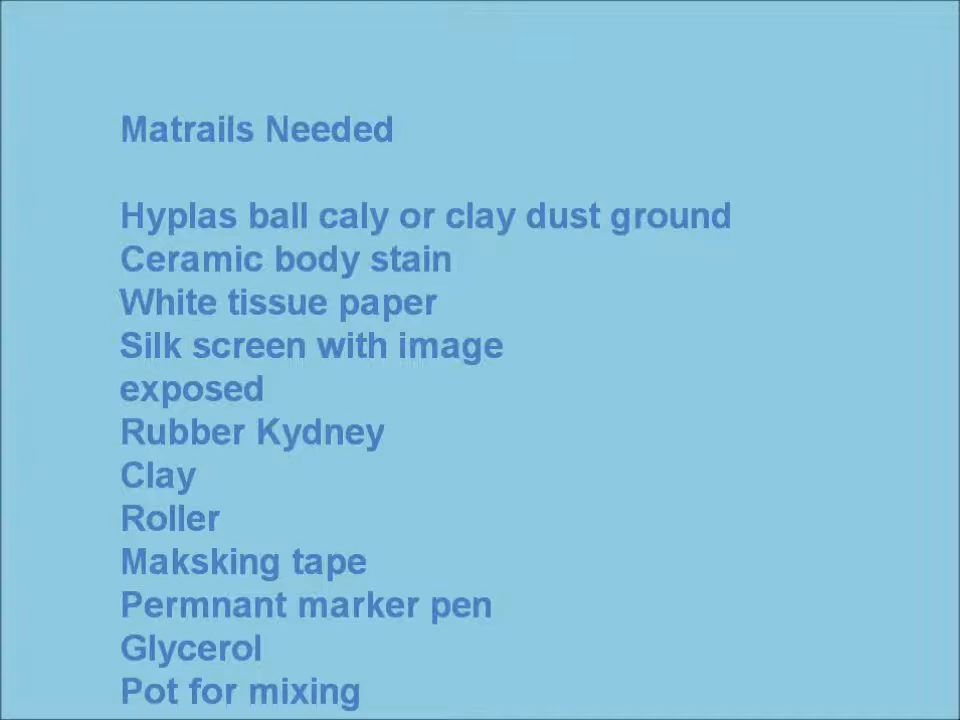 Matrails Needed
Hyplas ball caly or clay dust ground
Ceramic body stain
White tissue paper
Silk screen with image
exposed
Rubber Kydney
Clay
Roller
Maksking tape
Permnant marker pen
Glycerol
Pot for mixing